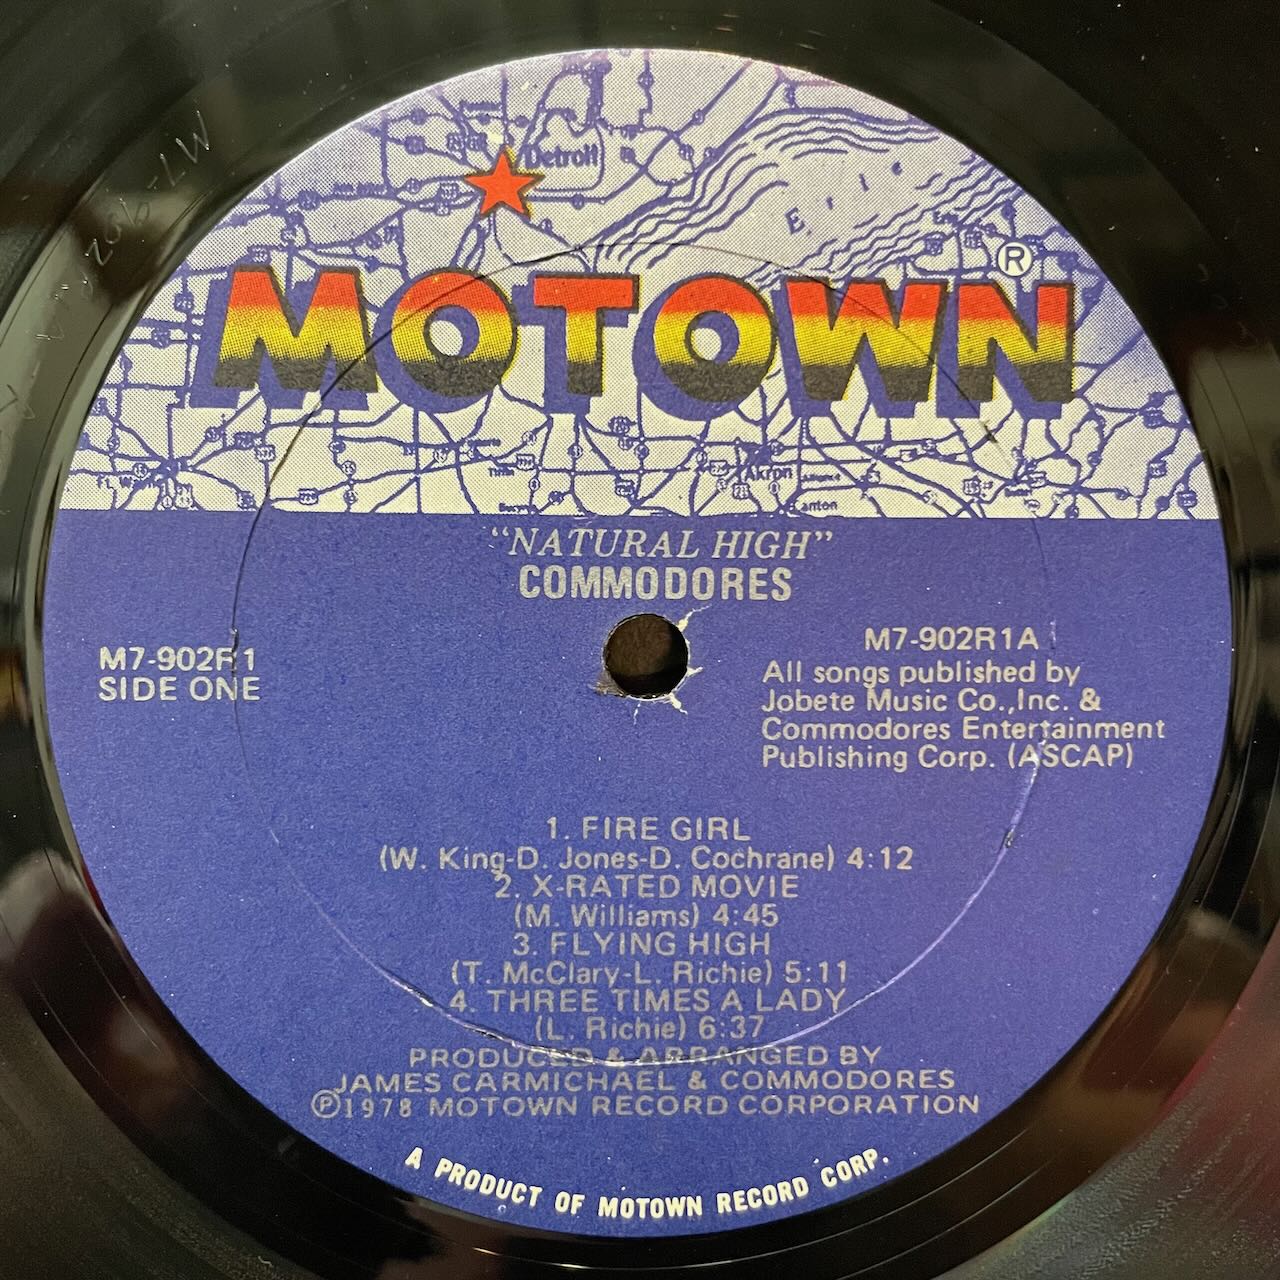 Detroit
E r i e
®
MOTOWN
Ft. Wayne
Akron
Canton
"NATURAL HIGH"
COMMODORES
M7-902R1
SIDE ONE
M7-902R1A
All songs published by
Jobete Music Co.,Inc. &
Commodores Entertainment
Publishing Corp. (ASCAP)
1. FIRE GIRL
(W. King-D. Jones-D. Cochrane) 4:12
2. X-RATED MOVIE
(M. Williams) 4:45
3. FLYING HIGH
(T. McClary-L. Richie) 5:11
4. THREE TIMES A LADY
(L. Richie) 6:37
PRODUCED & ARRANGED BY
JAMES CARMICHAEL & COMMODORES
℗1978 MOTOWN RECORD CORPORATION
A PRODUCT OF MOTOWN RECORD CORP.